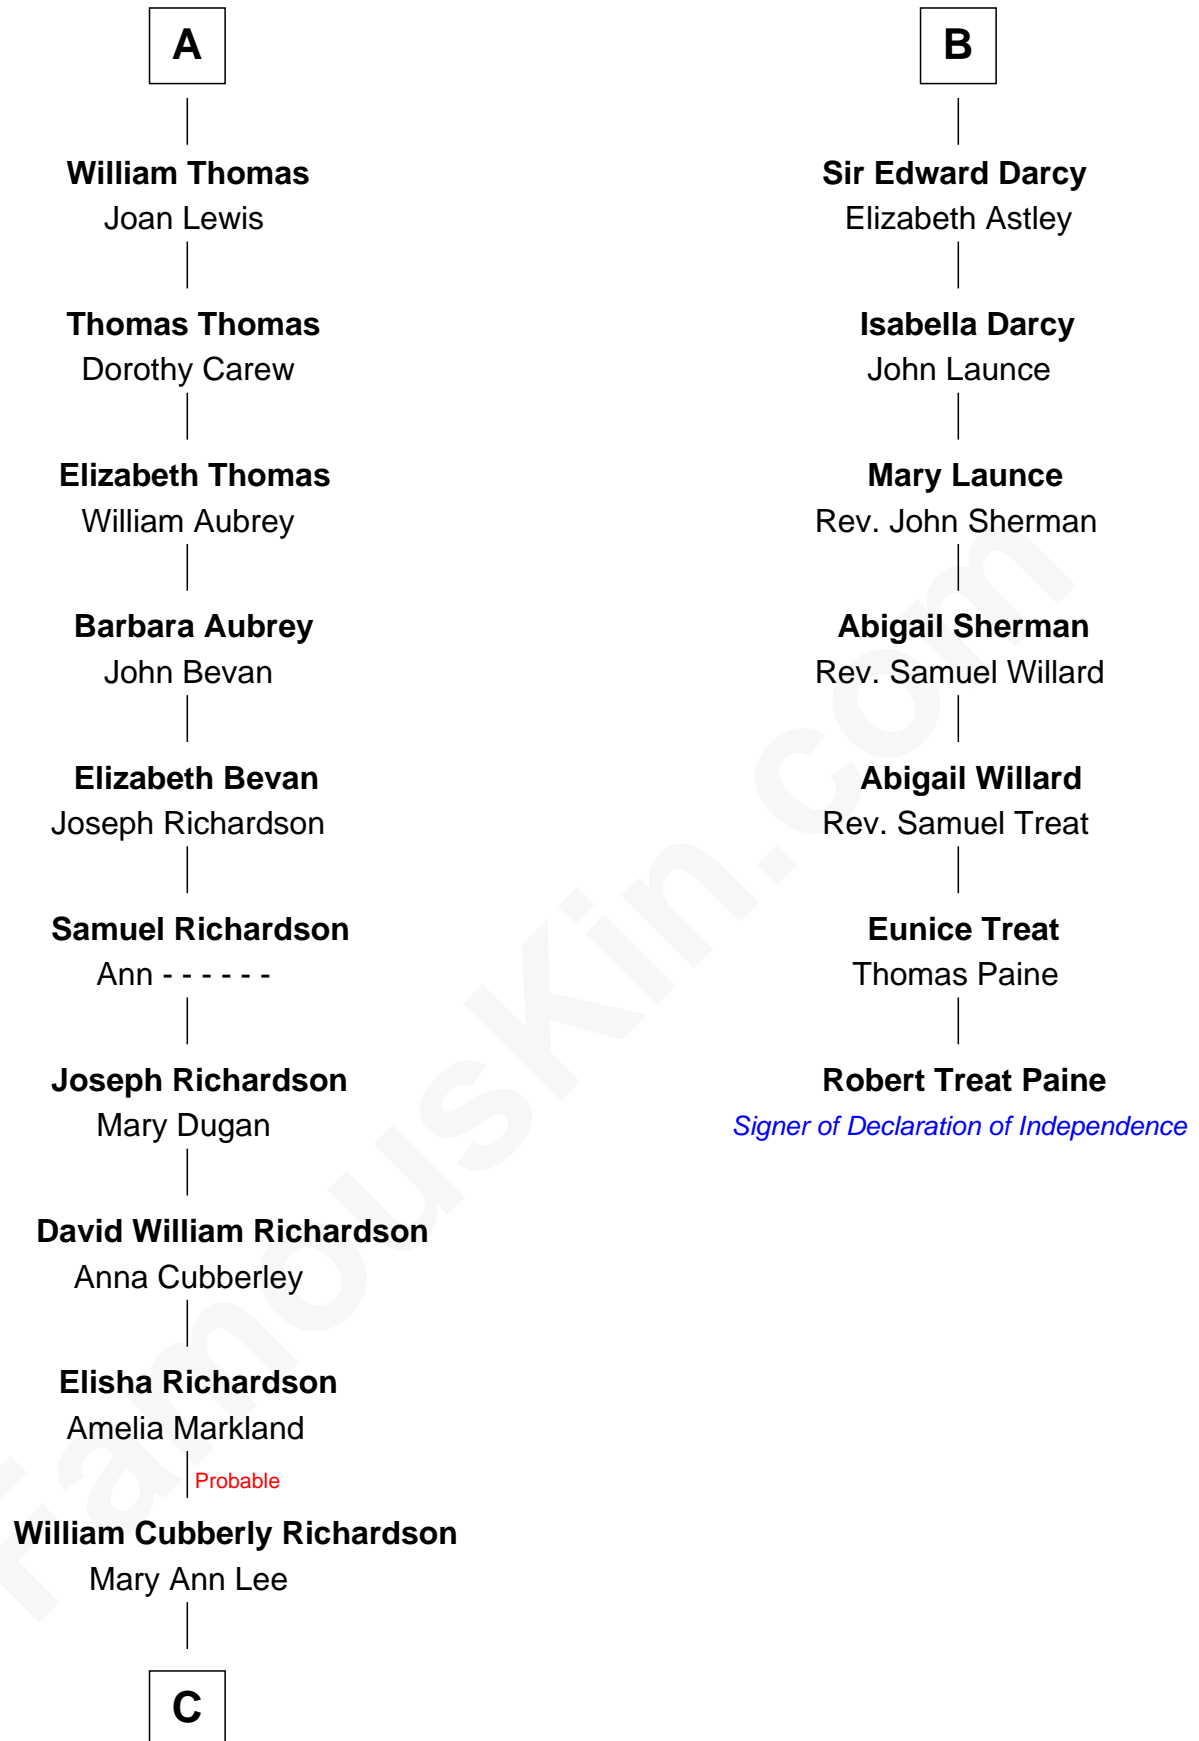 A
William Thomas
Joan Lewis
Thomas Thomas
Dorothy Carew
Elizabeth Thomas
William Aubrey
Barbara Aubrey
John Bevan
Elizabeth Bevan
Joseph Richardson
Samuel Richardson
Ann - - - - - -
Joseph Richardson
Mary Dugan
David William Richardson
Anna Cubberley
Elisha Richardson
Amelia Markland
Probable
William Cubberly Richardson
Mary Ann Lee
C
B
Sir Edward Darcy
Elizabeth Astley
Isabella Darcy
John Launce
Mary Launce
Rev. John Sherman
Abigail Sherman
Rev. Samuel Willard
Abigail Willard
Rev. Samuel Treat
Eunice Treat
Thomas Paine
Robert Treat Paine
Signer of Declaration of Independence
FamousKin.com